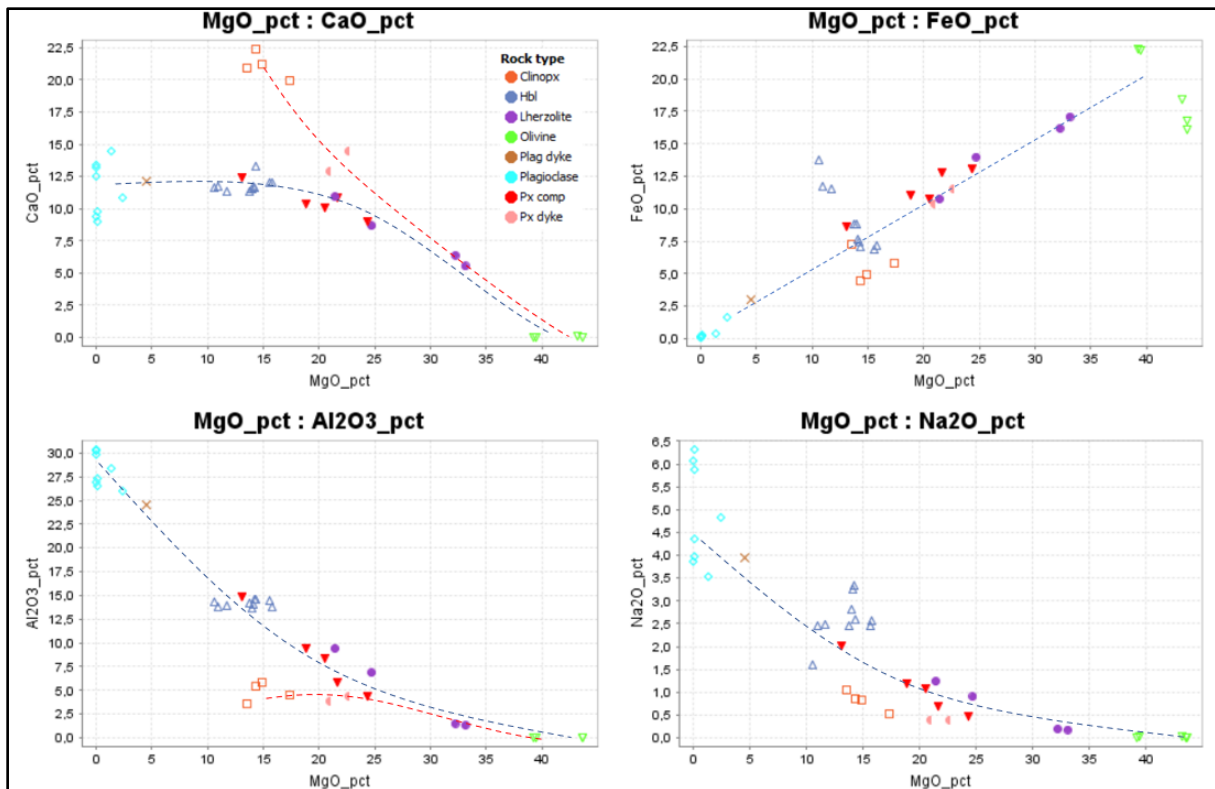 MgO_pct : CaO_pct
22,5
20,0
17,5
15,0
12,5
10,0
7,5
5,0
2,5
0,0
CaO_pct
0 5 10 15 20 25 30 35 40
MgO_pct
Rock type
Clinopx
Hbl
Lherzolite
Olivine
Plag dyke
Plagioclase
Px comp
Px dyke
MgO_pct : FeO_pct
22,5
20,0
17,5
15,0
12,5
10,0
7,5
5,0
2,5
0,0
FeO_pct
0 5 10 15 20 25 30 35 40
MgO_pct
MgO_pct : Al2O3_pct
30,0
27,5
25,0
22,5
20,0
17,5
15,0
12,5
10,0
7,5
5,0
2,5
0,0
Al2O3_pct
0 5 10 15 20 25 30 35 40
MgO_pct
MgO_pct : Na2O_pct
6,5
6,0
5,5
5,0
4,5
4,0
3,5
3,0
2,5
2,0
1,5
1,0
0,5
0,0
Na2O_pct
0 5 10 15 20 25 30 35 40
MgO_pct